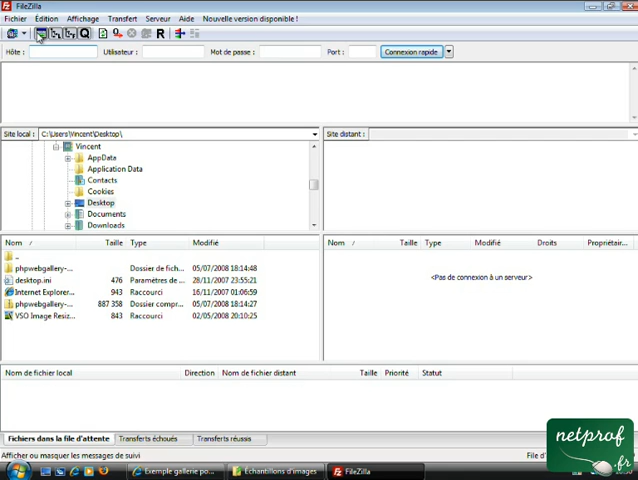 FileZilla
Fichier Édition Affichage Transfert Serveur Aide Nouvelle version disponible !
Hôte : Utilisateur : Mot de passe : Port : Connexion rapide
Site local : C:\Users\Vincent\Desktop\ Site distant :
Vincent
AppData
Application Data
Contacts
Cookies
Desktop
Documents
Downloads
Nom Taille Type Modifié
Nom Taille Type Modifié Droits Propriétair...
..
phpwebgallery-... Dossier de fich... 05/07/2008 18:14:48
desktop.ini 476 Paramètres de ... 28/11/2007 23:55:21
Internet Explorer... 943 Raccourci 16/11/2007 01:06:59
phpwebgallery-... 887 358 Dossier compr... 05/07/2008 18:14:27
VSO Image Resiz... 843 Raccourci 02/05/2008 20:10:25
<Pas de connexion à un serveur>
Nom de fichier local Direction Nom de fichier distant Taille Priorité Statut
Fichiers dans la file d'attente Transferts échoués Transferts réussis
Afficher ou masquer les messages de suivi File d'
Exemple gallerie po... Échantillons d'images FileZilla
netprof
.fr